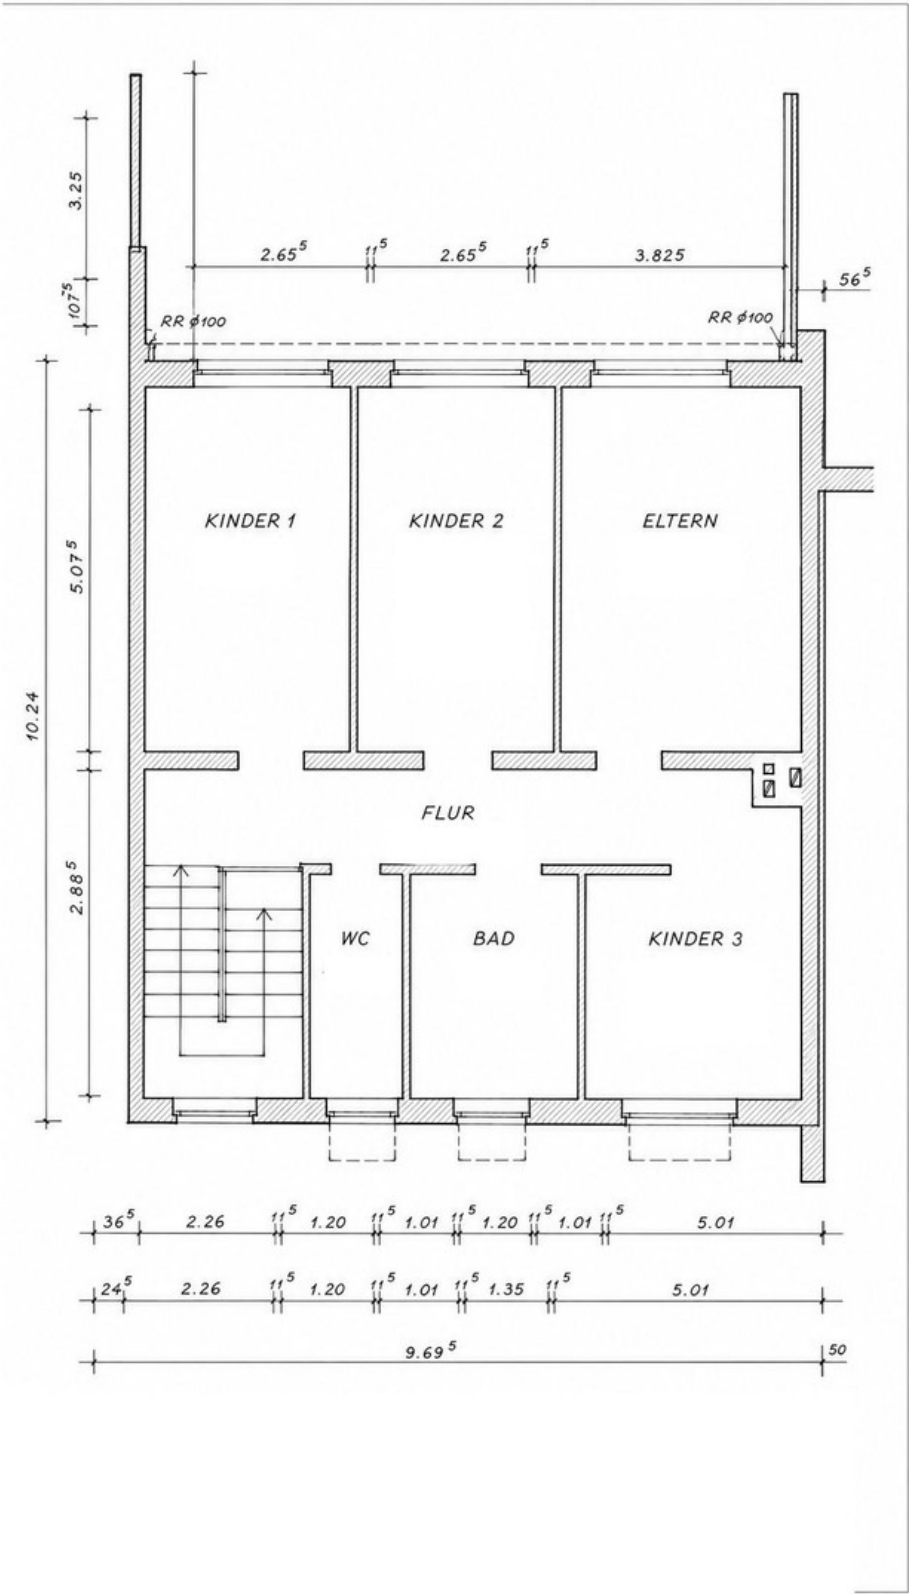 3.25
2.65⁵ 11⁵ 2.65⁵ 11⁵ 3.825
56⁵
107⁵
RR ϕ100 RR ϕ100
KINDER 1 KINDER 2 ELTERN
5.07⁵
10.24
FLUR
2.88⁵
WC BAD KINDER 3
36⁵ 2.26 11⁵ 1.20 11⁵ 1.01 11⁵ 1.20 11⁵ 1.01 11⁵ 5.01
24⁵ 2.26 11⁵ 1.20 11⁵ 1.01 11⁵ 1.35 11⁵ 5.01
9.69⁵ 50